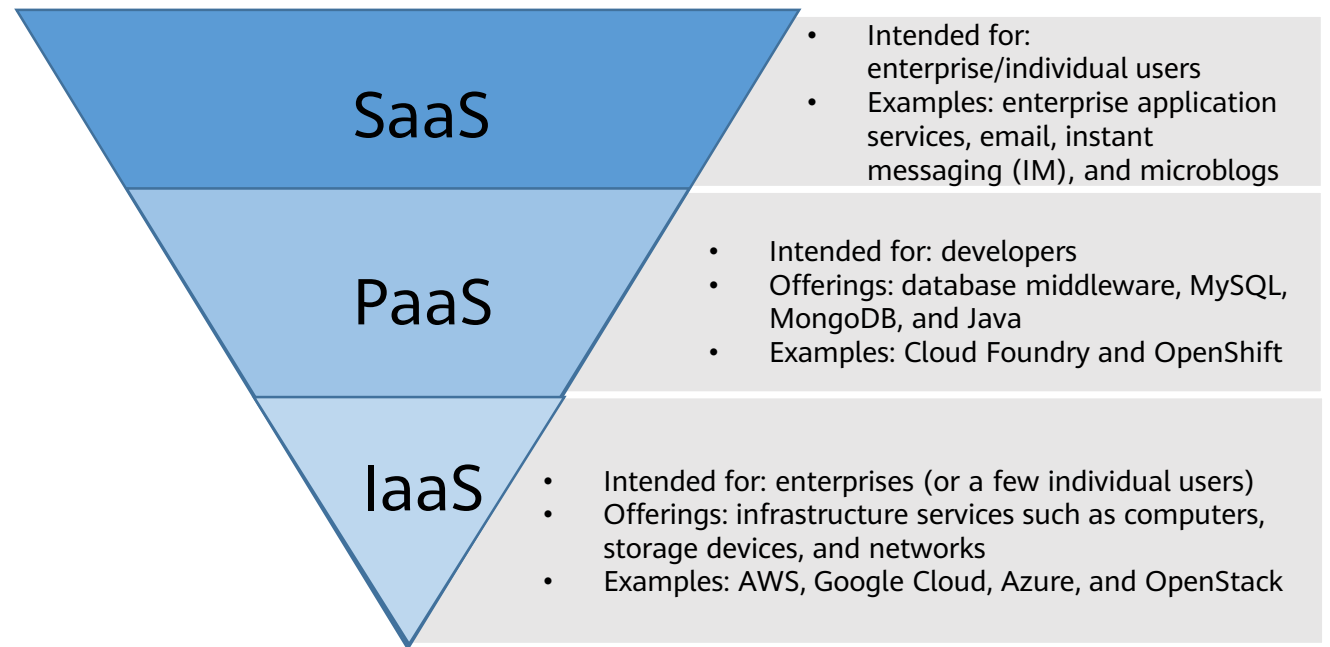 SaaS
• Intended for:
enterprise/individual users
• Examples: enterprise application
services, email, instant
messaging (IM), and microblogs
PaaS
• Intended for: developers
• Offerings: database middleware, MySQL,
MongoDB, and Java
• Examples: Cloud Foundry and OpenShift
IaaS
• Intended for: enterprises (or a few individual users)
• Offerings: infrastructure services such as computers,
storage devices, and networks
• Examples: AWS, Google Cloud, Azure, and OpenStack